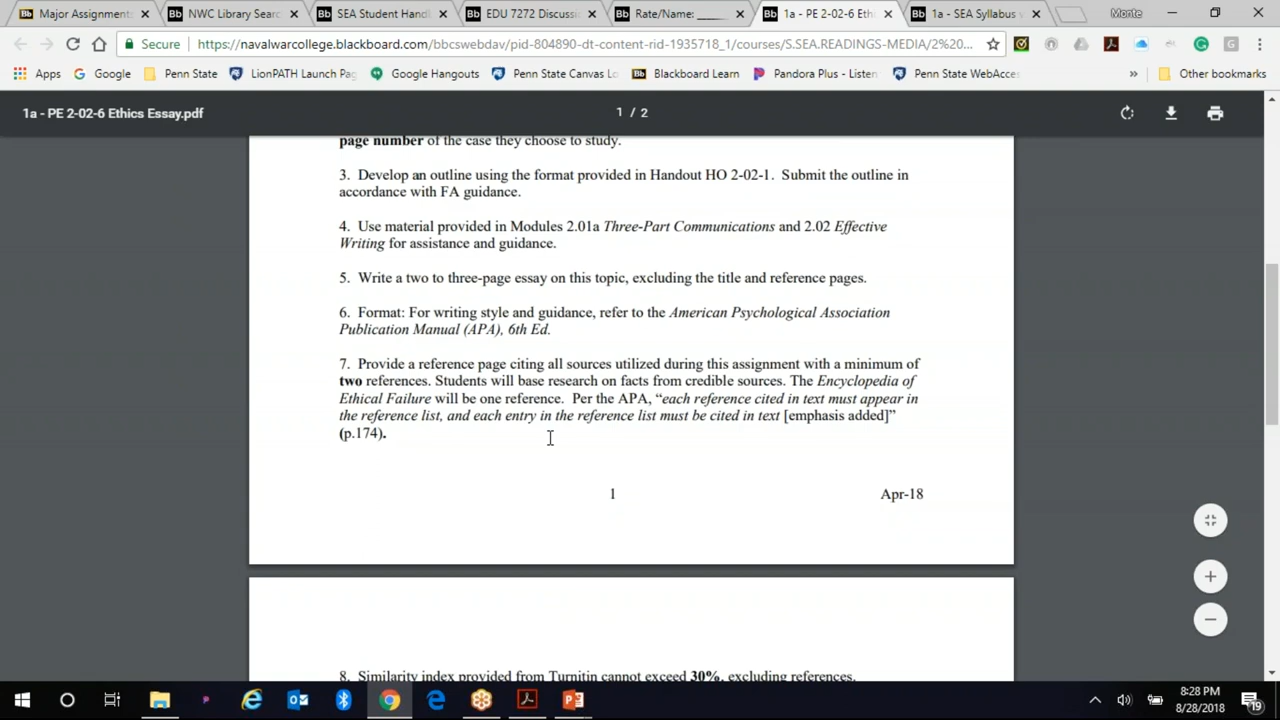 Major Assignment:
NWC Library Sear
SEA Student Handl
EDU 7272 Discussi
Rate/Name: _____
1a - PE 2-02-6 Eth
1a - SEA Syllabus
Monte
Secure
https://navalwarcollege.blackboard.com/bbcswebdav/pid-804890-dt-content-rid-1935718_1/courses/S.SEA.READINGS-MEDIA/2%20...
Apps
Google
Penn State
LionPATH Launch Pag
Google Hangouts
Penn State Canvas Lo
Blackboard Learn
Pandora Plus - Listen
Penn State WebAcces
»
Other bookmarks
1a - PE 2-02-6 Ethics Essay.pdf
1 / 2
page number of the case they choose to study.
3. Develop an outline using the format provided in Handout HO 2-02-1. Submit the outline in
accordance with FA guidance.
4. Use material provided in Modules 2.01a Three-Part Communications and 2.02 Effective
Writing for assistance and guidance.
5. Write a two to three-page essay on this topic, excluding the title and reference pages.
6. Format: For writing style and guidance, refer to the American Psychological Association
Publication Manual (APA), 6th Ed.
7. Provide a reference page citing all sources utilized during this assignment with a minimum of
two references. Students will base research on facts from credible sources. The Encyclopedia of
Ethical Failure will be one reference. Per the APA, “each reference cited in text must appear in
the reference list, and each entry in the reference list must be cited in text [emphasis added]”
(p.174).
1
Apr-18
8. Similarity index provided from Turnitin cannot exceed 30%, excluding references.
8:28 PM
8/28/2018
19